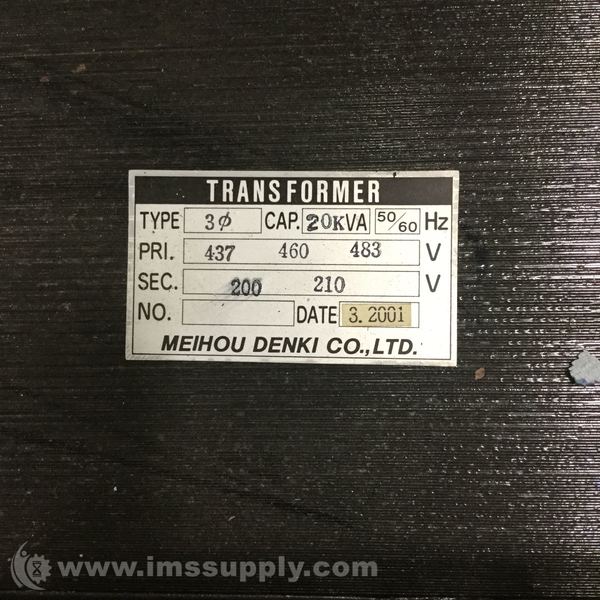 TRANSFORMER
TYPE 3φ CAP. 20KVA 50/60 Hz
PRI. 437 460 483 V
SEC. 200 210 V
NO. DATE 3.2001
MEIHOU DENKI CO.,LTD.
www.imssupply.com